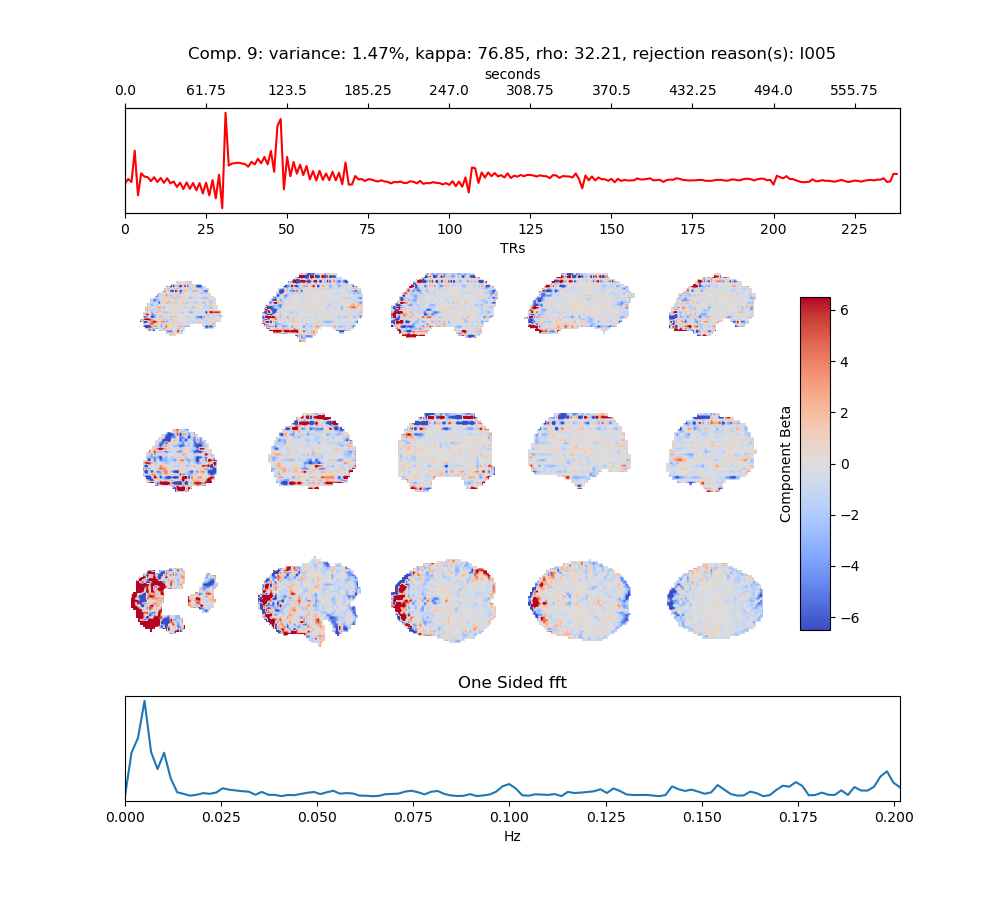 Comp. 9: variance: 1.47%, kappa: 76.85, rho: 32.21, rejection reason(s): I005
seconds
0.0 61.75 123.5 185.25 247.0 308.75 370.5 432.25 494.0 555.75
0 25 50 75 100 125 150 175 200 225
TRs
6
4
2
0
−2
−4
−6
Component Beta
One Sided fft
0.000 0.025 0.050 0.075 0.100 0.125 0.150 0.175 0.200
Hz